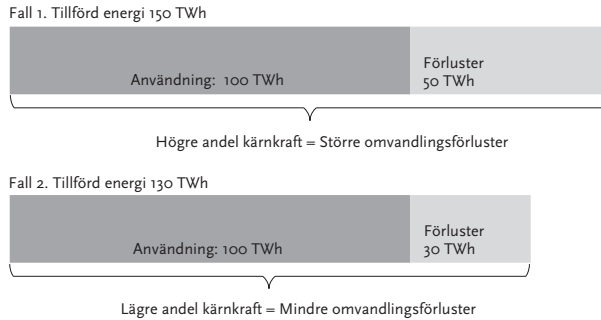 Fall 1. Tillförd energi 150 TWh
Användning: 100 TWh
Förluster
50 TWh
Högre andel kärnkraft = Större omvandlingsförluster
Fall 2. Tillförd energi 130 TWh
Användning: 100 TWh
Förluster
30 TWh
Lägre andel kärnkraft = Mindre omvandlingsförluster